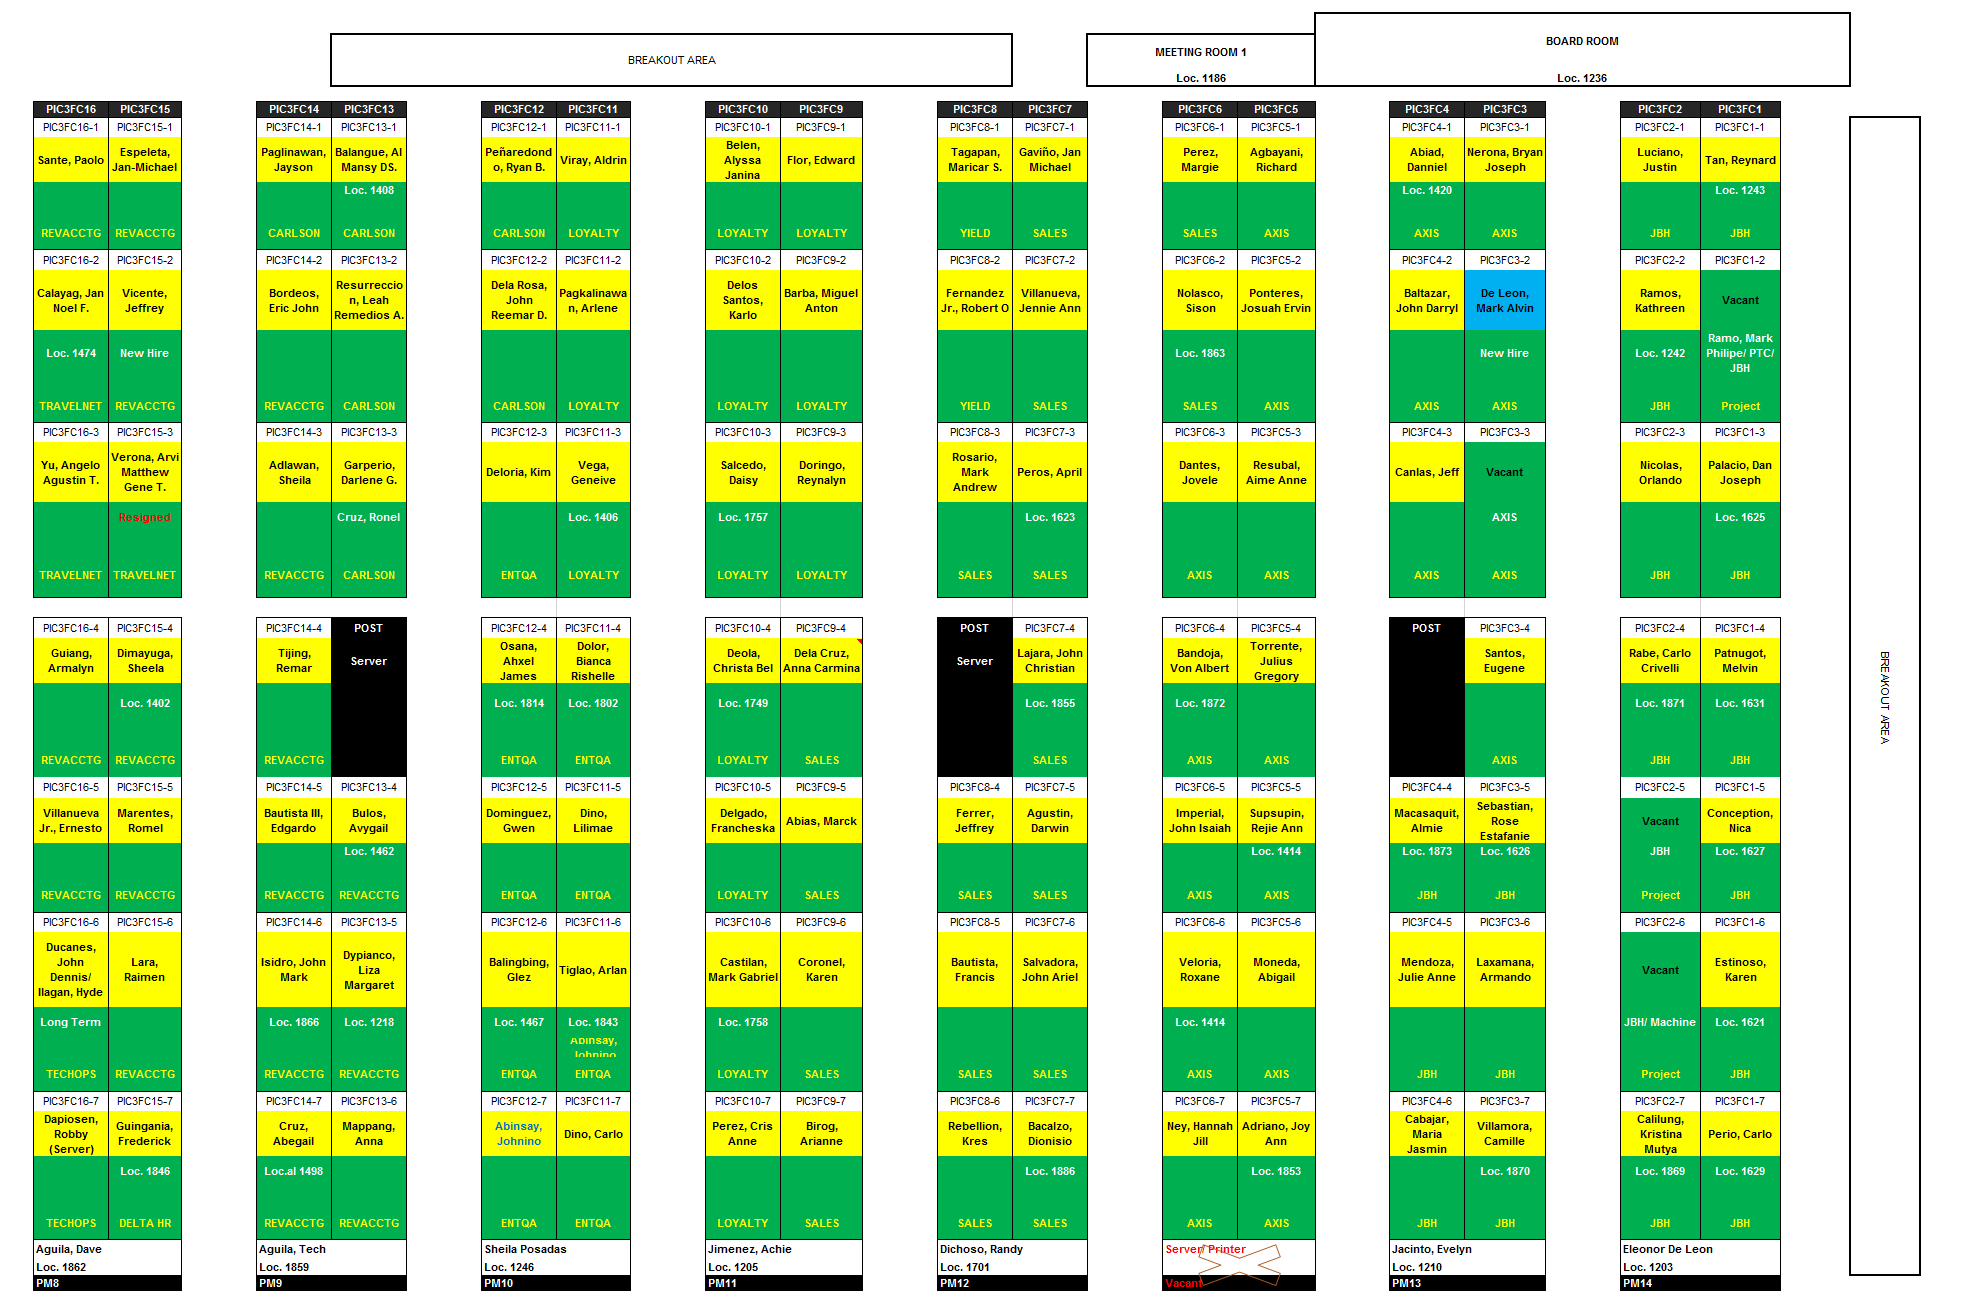 BREAKOUT AREA
MEETING ROOM 1
Loc. 1186
BOARD ROOM
Loc. 1236
PIC3FC16 PIC3FC15 PIC3FC14 PIC3FC13 PIC3FC12 PIC3FC11 PIC3FC10 PIC3FC9 PIC3FC8 PIC3FC7 PIC3FC6 PIC3FC5 PIC3FC4 PIC3FC3 PIC3FC2 PIC3FC1
PIC3FC16-1 PIC3FC15-1 PIC3FC14-1 PIC3FC13-1 PIC3FC12-1 PIC3FC11-1 PIC3FC10-1 PIC3FC9-1 PIC3FC8-1 PIC3FC7-1 PIC3FC6-1 PIC3FC5-1 PIC3FC4-1 PIC3FC3-1 PIC3FC2-1 PIC3FC1-1
Sante, Paolo Espeleta, Jan-Michael Paglinawan, Jayson Balangue, Al Mansy DS. Peñaredondo, Ryan B. Viray, Aldrin Belen, Alyssa Janina Flor, Edward Tagapan, Maricar S. Gaviño, Jan Michael Perez, Margie Agbayani, Richard Abiad, Danniel Nerona, Bryan Joseph Luciano, Justin Tan, Reynard
Loc. 1408 Loc. 1420 Loc. 1243
REVACCTG REVACCTG CARLSON CARLSON CARLSON LOYALTY LOYALTY LOYALTY YIELD SALES SALES AXIS AXIS AXIS JBH JBH
PIC3FC16-2 PIC3FC15-2 PIC3FC14-2 PIC3FC13-2 PIC3FC12-2 PIC3FC11-2 PIC3FC10-2 PIC3FC9-2 PIC3FC8-2 PIC3FC7-2 PIC3FC6-2 PIC3FC5-2 PIC3FC4-2 PIC3FC3-2 PIC3FC2-2 PIC3FC1-2
Calayag, Jan Noel F. Vicente, Jeffrey Bordeos, Eric John Resurreccion, Leah Remedios A. Dela Rosa, John Reemar D. Pagkalinawan, Arlene Delos Santos, Karlo Barba, Miguel Anton Fernandez Jr., Robert O Villanueva, Jennie Ann Nolasco, Sison Ponteres, Josuah Ervin Baltazar, John Darryl De Leon, Mark Alvin Ramos, Kathreen Vacant
Loc. 1474 New Hire Loc. 1863 New Hire Loc. 1242 Ramo, Mark Philipe/ PTC/ JBH
TRAVELNET REVACCTG REVACCTG CARLSON CARLSON LOYALTY LOYALTY LOYALTY YIELD SALES SALES AXIS AXIS AXIS JBH Project
PIC3FC16-3 PIC3FC15-3 PIC3FC14-3 PIC3FC13-3 PIC3FC12-3 PIC3FC11-3 PIC3FC10-3 PIC3FC9-3 PIC3FC8-3 PIC3FC7-3 PIC3FC6-3 PIC3FC5-3 PIC3FC4-3 PIC3FC3-3 PIC3FC2-3 PIC3FC1-3
Yu, Angelo Agustin T. Verona, Arvi Matthew Gene T. Adlawan, Sheila Garperio, Darlene G. Deloria, Kim Vega, Geneive Salcedo, Daisy Doringo, Reynalyn Rosario, Mark Andrew Peros, April Dantes, Jovele Resubal, Aime Anne Canlas, Jeff Vacant Nicolas, Orlando Palacio, Dan Joseph
Resigned Cruz, Ronel Loc. 1406 Loc. 1757 Loc. 1623 AXIS Loc. 1625
TRAVELNET TRAVELNET REVACCTG CARLSON ENTQA LOYALTY LOYALTY LOYALTY SALES SALES AXIS AXIS AXIS AXIS JBH JBH
PIC3FC16-4 PIC3FC15-4 PIC3FC14-4 POST PIC3FC12-4 PIC3FC11-4 PIC3FC10-4 PIC3FC9-4 POST PIC3FC7-4 PIC3FC6-4 PIC3FC5-4 POST PIC3FC3-4 PIC3FC2-4 PIC3FC1-4
Guiang, Armalyn Dimayuga, Sheela Tijing, Remar Server Osana, Ahxel James Dolor, Bianca Rishelle Deola, Christa Bel Dela Cruz, Anna Carmina Server Lajara, John Christian Bandoja, Von Albert Torrente, Julius Gregory Santos, Eugene Rabe, Carlo Crivelli Patnugot, Melvin
Loc. 1402 Loc. 1814 Loc. 1802 Loc. 1749 Loc. 1855 Loc. 1872 Loc. 1871 Loc. 1631
REVACCTG REVACCTG REVACCTG ENTQA ENTQA LOYALTY SALES SALES AXIS AXIS AXIS JBH JBH
PIC3FC16-5 PIC3FC15-5 PIC3FC14-5 PIC3FC13-4 PIC3FC12-5 PIC3FC11-5 PIC3FC10-5 PIC3FC9-5 PIC3FC8-4 PIC3FC7-5 PIC3FC6-5 PIC3FC5-5 PIC3FC4-4 PIC3FC3-5 PIC3FC2-5 PIC3FC1-5
Villanueva Jr., Ernesto Marentes, Romel Bautista III, Edgardo Bulos, Avygail Dominguez, Gwen Dino, Lilimae Delgado, Francheska Abias, Marck Ferrer, Jeffrey Agustin, Darwin Imperial, John Isaiah Supsupin, Rejie Ann Macasaquit, Almie Sebastian, Rose Estafanie Vacant Conception, Nica
Loc. 1462 Loc. 1414 Loc. 1873 Loc. 1626 JBH Loc. 1627
REVACCTG REVACCTG REVACCTG REVACCTG ENTQA ENTQA LOYALTY SALES SALES SALES AXIS AXIS JBH JBH Project JBH
PIC3FC16-6 PIC3FC15-6 PIC3FC14-6 PIC3FC13-5 PIC3FC12-6 PIC3FC11-6 PIC3FC10-6 PIC3FC9-6 PIC3FC8-5 PIC3FC7-6 PIC3FC6-6 PIC3FC5-6 PIC3FC4-5 PIC3FC3-6 PIC3FC2-6 PIC3FC1-6
Ducanes, John Dennis/ Ilagan, Hyde Lara, Raimen Isidro, John Mark Dypianco, Liza Margaret Balingbing, Glez Tiglao, Arlan Castilan, Mark Gabriel Coronel, Karen Bautista, Francis Salvadora, John Ariel Veloria, Roxane Moneda, Abigail Mendoza, Julie Anne Laxamana, Armando Vacant Estinoso, Karen
Long Term Loc. 1866 Loc. 1218 Loc. 1467 Loc. 1843 Loc. 1758 Loc. 1414 JBH/ Machine Loc. 1621
Abinsay, Johnino
TECHOPS REVACCTG REVACCTG REVACCTG ENTQA ENTQA LOYALTY SALES SALES SALES AXIS AXIS JBH JBH Project JBH
PIC3FC16-7 PIC3FC15-7 PIC3FC14-7 PIC3FC13-6 PIC3FC12-7 PIC3FC11-7 PIC3FC10-7 PIC3FC9-7 PIC3FC8-6 PIC3FC7-7 PIC3FC6-7 PIC3FC5-7 PIC3FC4-6 PIC3FC3-7 PIC3FC2-7 PIC3FC1-7
Dapiosen, Robby (Server) Guingania, Frederick Cruz, Abegail Mappang, Anna Abinsay, Johnino Dino, Carlo Perez, Cris Anne Birog, Arianne Rebellion, Kres Bacalzo, Dionisio Ney, Hannah Jill Adriano, Joy Ann Cabajar, Maria Jasmin Villamora, Camille Calilung, Kristina Mutya Perio, Carlo
Loc. 1846 Loc.al 1498 Loc. 1886 Loc. 1853 Loc. 1870 Loc. 1869 Loc. 1629
TECHOPS DELTA HR REVACCTG REVACCTG ENTQA ENTQA LOYALTY SALES SALES SALES AXIS AXIS JBH JBH JBH JBH
Aguila, Dave Aguila, Tech Sheila Posadas Jimenez, Achie Dichoso, Randy Server/ Printer Jacinto, Evelyn Eleonor De Leon
Loc. 1862 Loc. 1859 Loc. 1246 Loc. 1205 Loc. 1701 Loc. 1210 Loc. 1203
PM8 PM9 PM10 PM11 PM12 Vacant PM13 PM14
BREAKOUT AREA